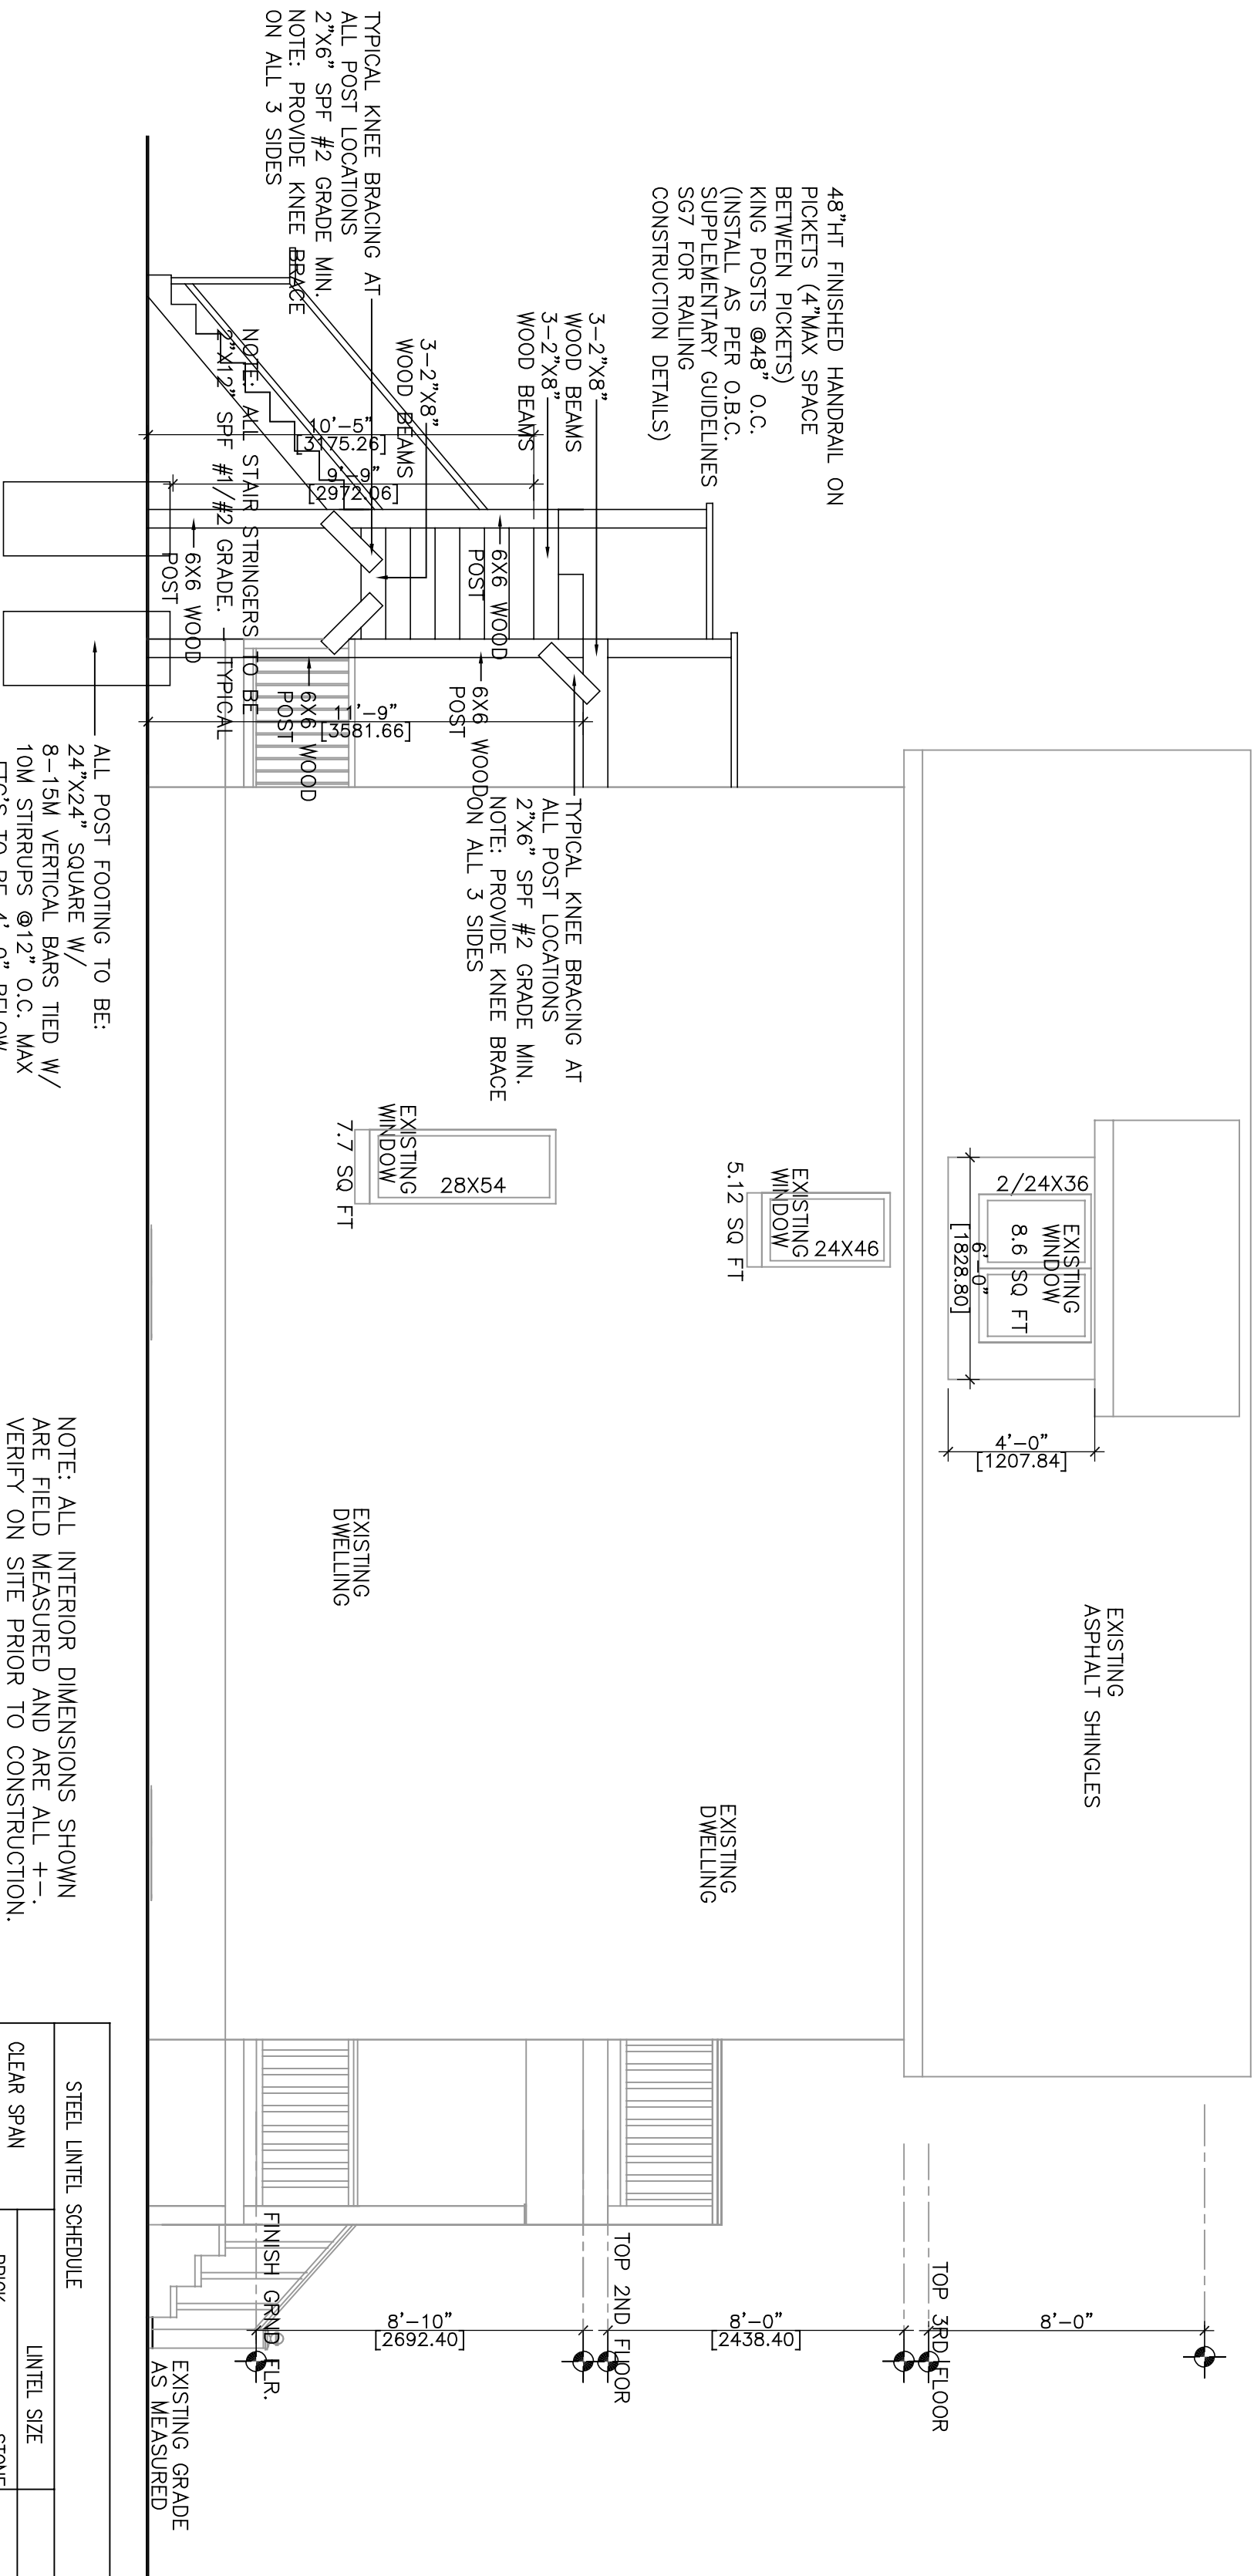 48"HT FINISHED HANDRAIL ON
PICKETS (4"MAX SPACE
BETWEEN PICKETS)
KING POSTS @48" O.C.
(INSTALL AS PER O.B.C.
SUPPLEMENTARY GUIDELINES
SG7 FOR RAILING
CONSTRUCTION DETAILS)
3-2"X8"
WOOD BEAMS
3-2"X8"
WOOD BEAMS
3-2"X8"
WOOD BEAMS
TYPICAL KNEE BRACING AT
ALL POST LOCATIONS
2"X6" SPF #2 GRADE MIN.
NOTE: PROVIDE KNEE BRACE
ON ALL 3 SIDES
10'-5"
[3175.26]
9'-9"
[2972.06]
NOTE: ALL STAIR STRINGERS TO BE
2"X12" SPF #1/#2 GRADE. - TYPICAL
6X6 WOOD
POST
6X6 WOOD
POST
6X6 WOOD
POST
6X6 WOOD
POST
11'-9"
[3581.66]
TYPICAL KNEE BRACING AT
ALL POST LOCATIONS
2"X6" SPF #2 GRADE MIN.
NOTE: PROVIDE KNEE BRACE
ON ALL 3 SIDES
ALL POST FOOTING TO BE:
24"X24" SQUARE W/
8-15M VERTICAL BARS TIED W/
10M STIRRUPS @12" O.C. MAX
FTG'S TO BE 4'-0" BELOW
2/24X36
EXISTING
WINDOW
8.6 SQ FT
6'-0"
[1828.80]
4'-0"
[1207.84]
EXISTING
WINDOW
24X46
5.12 SQ FT
EXISTING
WINDOW
28X54
7.7 SQ FT
EXISTING
DWELLING
EXISTING
ASPHALT SHINGLES
EXISTING
DWELLING
NOTE: ALL INTERIOR DIMENSIONS SHOWN
ARE FIELD MEASURED AND ARE ALL +-.
VERIFY ON SITE PRIOR TO CONSTRUCTION.
8'-0"
TOP 3RD FLOOR
8'-0"
[2438.40]
TOP 2ND FLOOR
8'-10"
[2692.40]
FINISH GRND FLR.
EXISTING GRADE
AS MEASURED
STEEL LINTEL SCHEDULE
CLEAR SPAN
LINTEL SIZE
BRICK
STONE